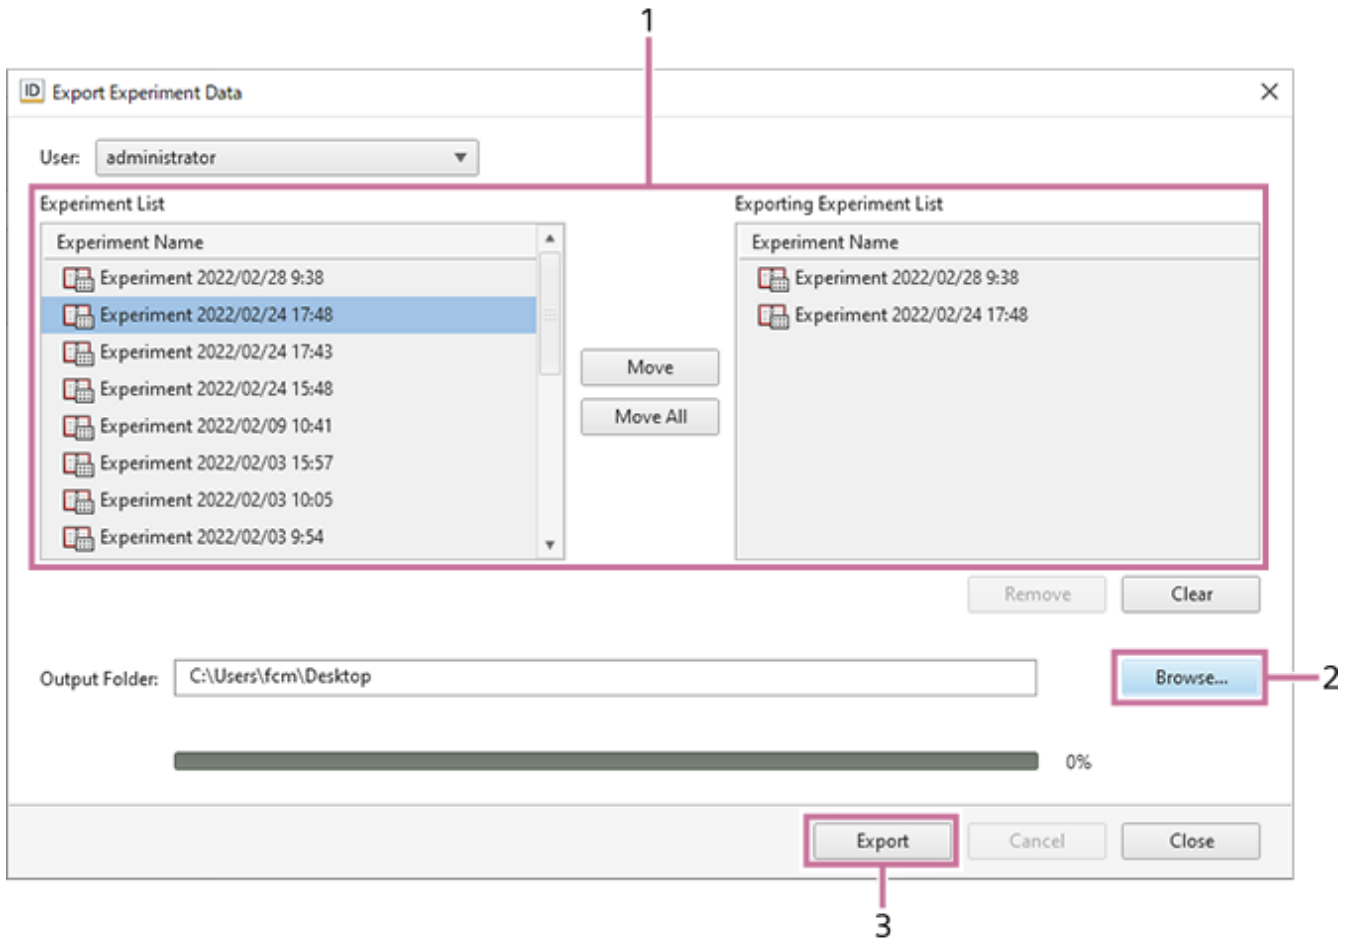 1
ID Export Experiment Data
User: administrator
Experiment List
Experiment Name
Experiment 2022/02/28 9:38
Experiment 2022/02/24 17:48
Experiment 2022/02/24 17:43
Experiment 2022/02/24 15:48
Experiment 2022/02/09 10:41
Experiment 2022/02/03 15:57
Experiment 2022/02/03 10:05
Experiment 2022/02/03 9:54
Move
Move All
Exporting Experiment List
Experiment Name
Experiment 2022/02/28 9:38
Experiment 2022/02/24 17:48
Remove Clear
Output Folder: C:\Users\fcm\Desktop Browse... 2
0%
Export Cancel Close
3